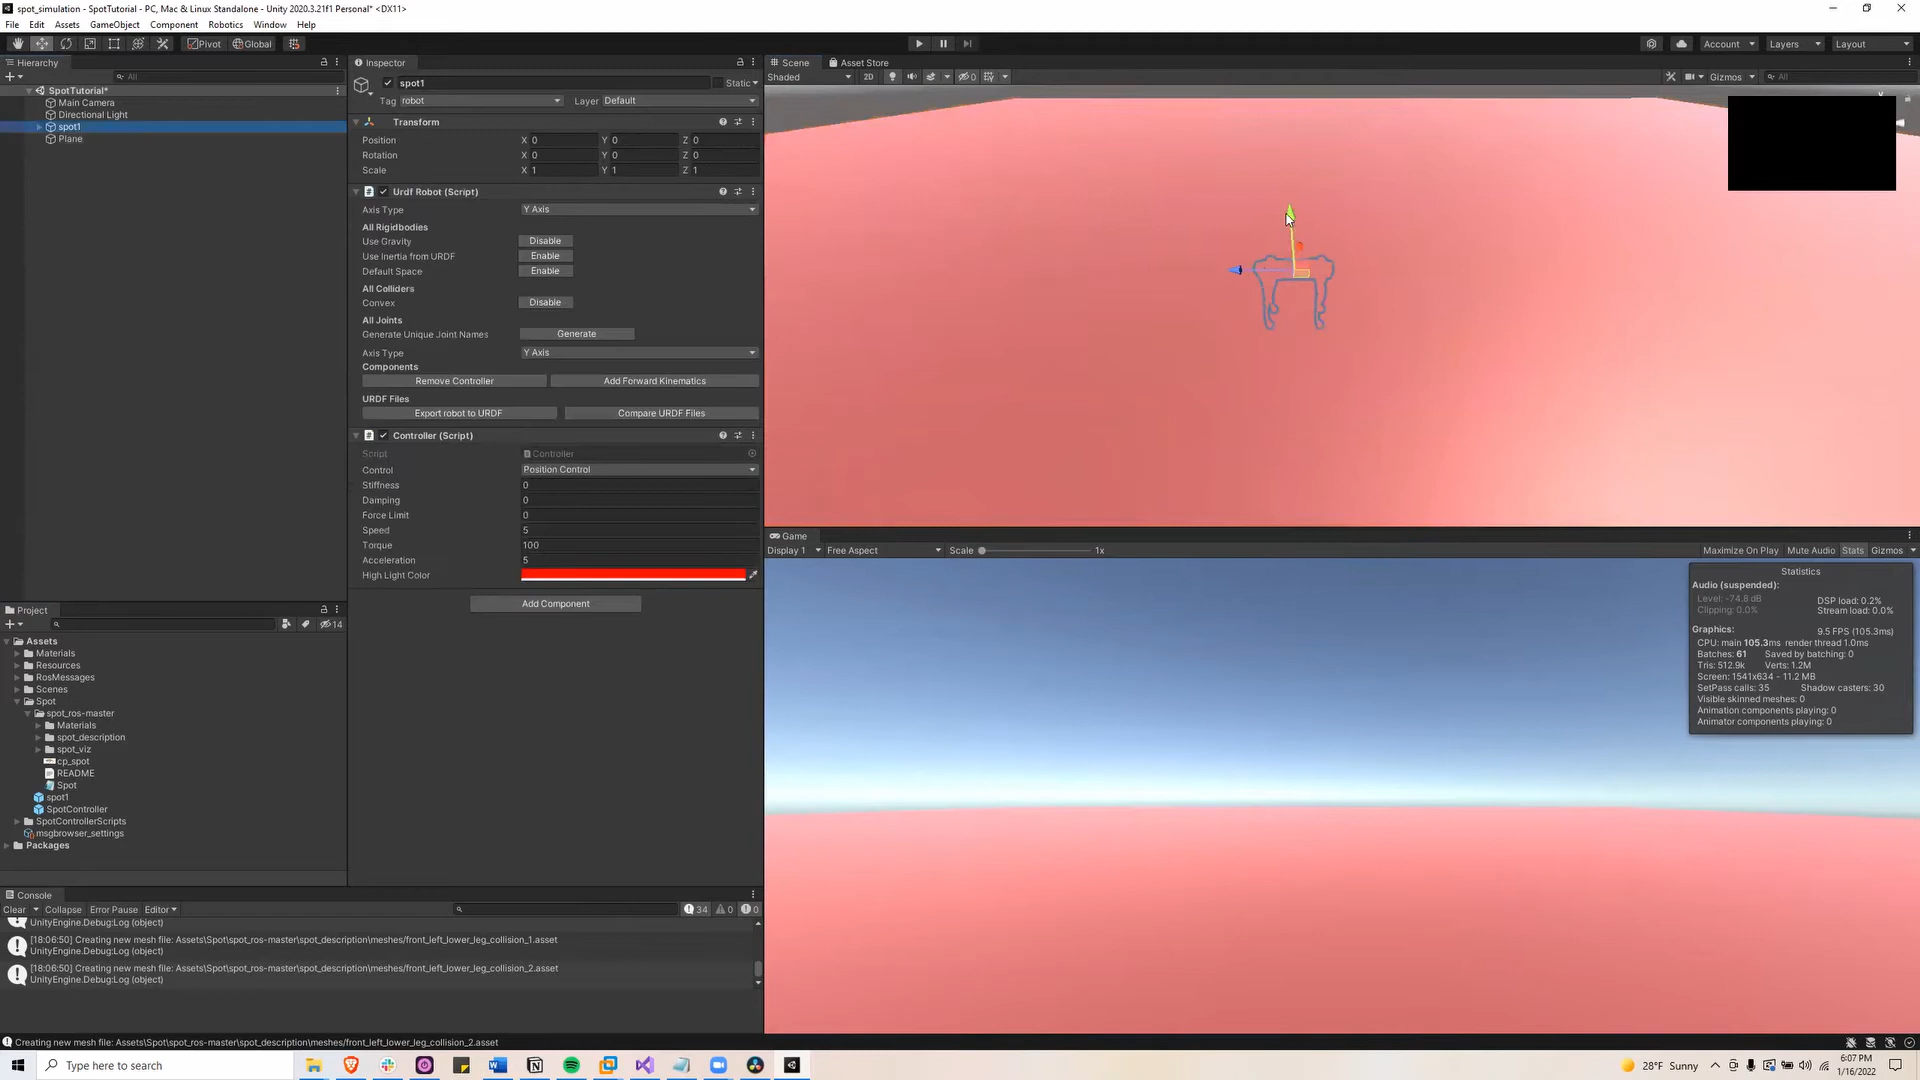 spot_simulation - SpotTutorial - PC, Mac & Linux Standalone - Unity 2020.3.21f1 Personal* <DX11>
File Edit Assets GameObject Component Robotics Window Help
Pivot Global Account Layers Layout
Hierarchy
All
SpotTutorial*
Main Camera
Directional Light
spot1
Plane
Inspector
spot1 Static
Tag robot Layer Default
Transform
Position X 0 Y 0 Z 0
Rotation X 0 Y 0 Z 0
Scale X 1 Y 1 Z 1
Urdf Robot (Script)
Axis Type Y Axis
All Rigidbodies
Use Gravity Disable
Use Inertia from URDF Enable
Default Space Enable
All Colliders
Convex Disable
All Joints
Generate Unique Joint Names Generate
Axis Type Y Axis
Components
Remove Controller Add Forward Kinematics
URDF Files
Export robot to URDF Compare URDF Files
Controller (Script)
Script Controller
Control Position Control
Stiffness 0
Damping 0
Force Limit 0
Speed 5
Torque 100
Acceleration 5
High Light Color
Add Component
Scene Asset Store
Shaded 2D 0 Gizmos All
Game
Display 1 Free Aspect Scale 1x Maximize On Play Mute Audio Stats Gizmos
Statistics
Audio (suspended):
Level: -74.8 dB DSP load: 0.2%
Clipping: 0.0% Stream load: 0.0%
Graphics: 9.5 FPS (105.3ms)
CPU: main 105.3ms render thread 1.0ms
Batches: 61 Saved by batching: 0
Tris: 512.9k Verts: 1.2M
Screen: 1541x634 - 11.2 MB
SetPass calls: 35 Shadow casters: 30
Visible skinned meshes: 0
Animation components playing: 0
Animator components playing: 0
Project
14
Assets
Materials
Resources
RosMessages
Scenes
Spot
spot_ros-master
Materials
spot_description
spot_viz
cp_spot
README
Spot
spot1
SpotController
SpotControllerScripts
msgbrowser_settings
Packages
Console
Clear Collapse Error Pause Editor 34 0 0
UnityEngine.Debug:Log (object)
[18:06:50] Creating new mesh file: Assets\Spot\spot_ros-master\spot_description\meshes/front_left_lower_leg_collision_1.asset
UnityEngine.Debug:Log (object)
[18:06:50] Creating new mesh file: Assets\Spot\spot_ros-master\spot_description\meshes/front_left_lower_leg_collision_2.asset
UnityEngine.Debug:Log (object)
Creating new mesh file: Assets\Spot\spot_ros-master\spot_description\meshes/front_left_lower_leg_collision_2.asset
Type here to search
28°F Sunny
6:07 PM
1/16/2022